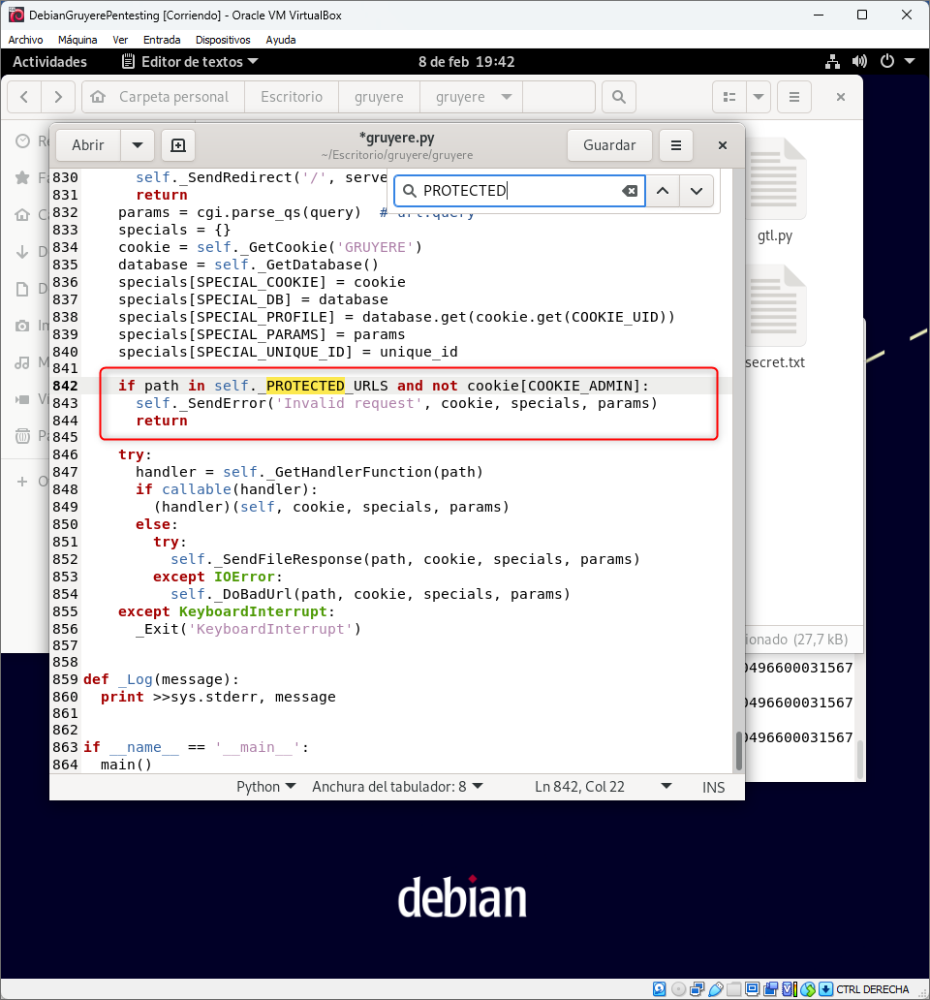 DebianGruyerePentesting [Corriendo] - Oracle VM VirtualBox
Archivo Máquina Ver Entrada Dispositivos Ayuda
Actividades Editor de textos 8 de feb 19:42
Carpeta personal Escritorio gruyere gruyere
Abrir *gruyere.py Guardar
~/Escritorio/gruyere/gruyere
PROTECTED
830 self._SendRedirect('/', serve
831 return
832 params = cgi.parse_qs(query) # url.query
833 specials = {}
834 cookie = self._GetCookie('GRUYERE')
835 database = self._GetDatabase()
836 specials[SPECIAL_COOKIE] = cookie
837 specials[SPECIAL_DB] = database
838 specials[SPECIAL_PROFILE] = database.get(cookie.get(COOKIE_UID))
839 specials[SPECIAL_PARAMS] = params
840 specials[SPECIAL_UNIQUE_ID] = unique_id
841
842 if path in self._PROTECTED_URLS and not cookie[COOKIE_ADMIN]:
843 self._SendError('Invalid request', cookie, specials, params)
844 return
845
846 try:
847 handler = self._GetHandlerFunction(path)
848 if callable(handler):
849 (handler)(self, cookie, specials, params)
850 else:
851 try:
852 self._SendFileResponse(path, cookie, specials, params)
853 except IOError:
854 self._DoBadUrl(path, cookie, specials, params)
855 except KeyboardInterrupt:
856 _Exit('KeyboardInterrupt')
857
858
859 def _Log(message):
860 print >>sys.stderr, message
861
862
863 if __name__ == '__main__':
864 main()
Python Anchura del tabulador: 8 Ln 842, Col 22 INS
gtl.py
secret.txt
ionado (27,7 kB)
0496600031567
0496600031567
0496600031567
debian
CTRL DERECHA